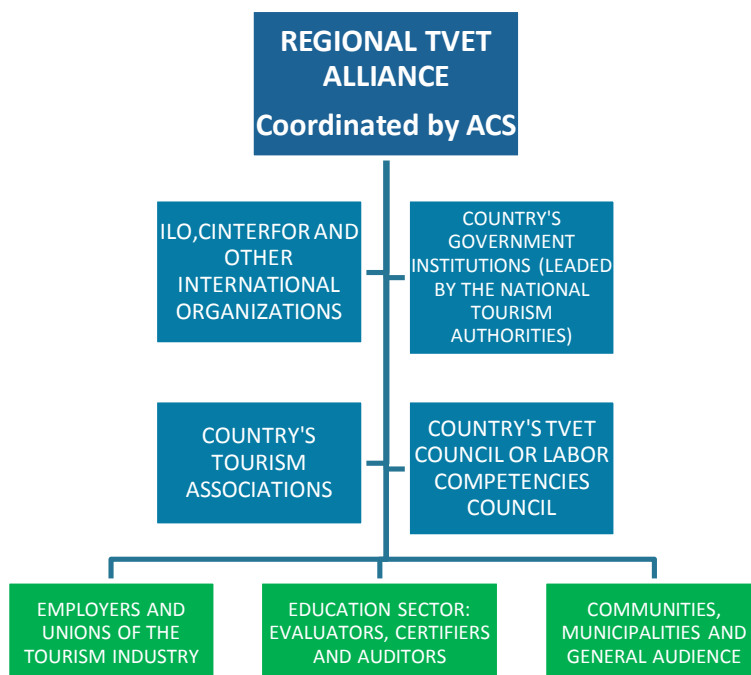 REGIONAL TVET
ALLIANCE
Coordinated by ACS
ILO,CINTERFOR AND
OTHER
INTERNATIONAL
ORGANIZATIONS
COUNTRY'S
GOVERNMENT
INSTITUTIONS (LEADED
BY THE NATIONAL
TOURISM
AUTHORITIES)
COUNTRY'S
TOURISM
ASSOCIATIONS
COUNTRY'S TVET
COUNCIL OR LABOR
COMPETENCIES
COUNCIL
EMPLOYERS AND
UNIONS OF THE
TOURISM INDUSTRY
EDUCATION SECTOR:
EVALUATORS, CERTIFIERS
AND AUDITORS
COMMUNITIES,
MUNICIPALITIES AND
GENERAL AUDIENCE